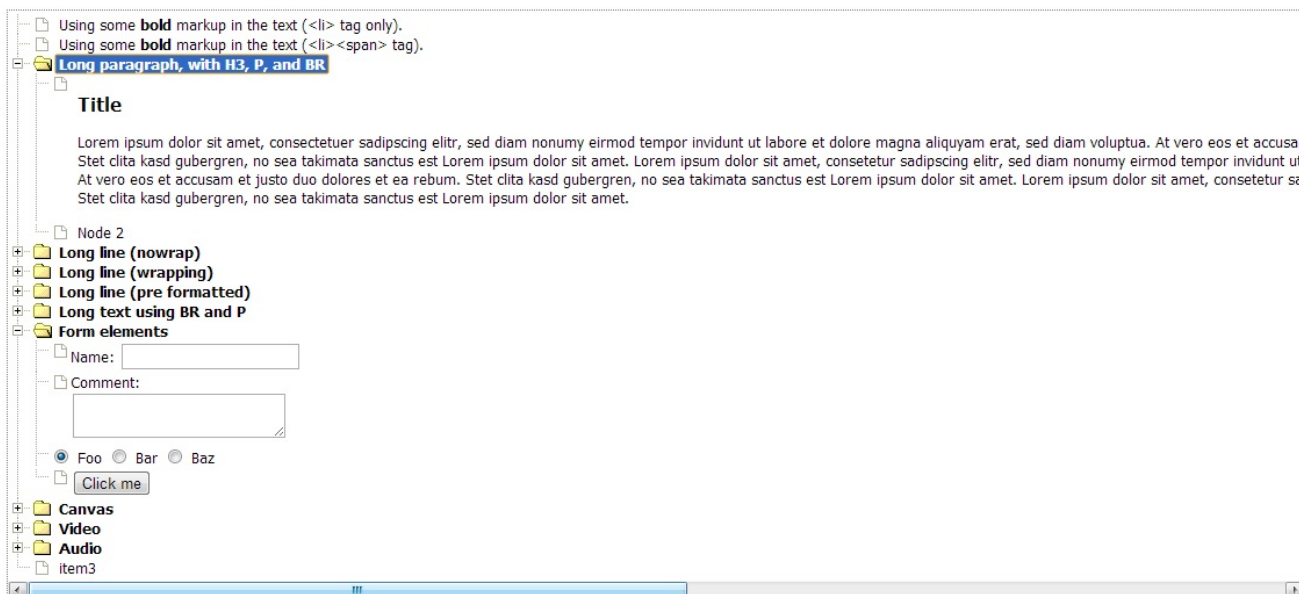 Using some bold markup in the text (<li> tag only).
Using some bold markup in the text (<li><span> tag).
Long paragraph, with H3, P, and BR
Title
Lorem ipsum dolor sit amet, consectetuer sadipscing elitr, sed diam nonumy eirmod tempor invidunt ut labore et dolore magna aliquyam erat, sed diam voluptua. At vero eos et accusa
Stet clita kasd gubergren, no sea takimata sanctus est Lorem ipsum dolor sit amet. Lorem ipsum dolor sit amet, consetetur sadipscing elitr, sed diam nonumy eirmod tempor invidunt ut
At vero eos et accusam et justo duo dolores et ea rebum. Stet clita kasd gubergren, no sea takimata sanctus est Lorem ipsum dolor sit amet. Lorem ipsum dolor sit amet, consetetur sa
Stet clita kasd gubergren, no sea takimata sanctus est Lorem ipsum dolor sit amet.
Node 2
Long line (nowrap)
Long line (wrapping)
Long line (pre formatted)
Long text using BR and P
Form elements
Name:
Comment:
Foo Bar Baz
Click me
Canvas
Video
Audio
item3